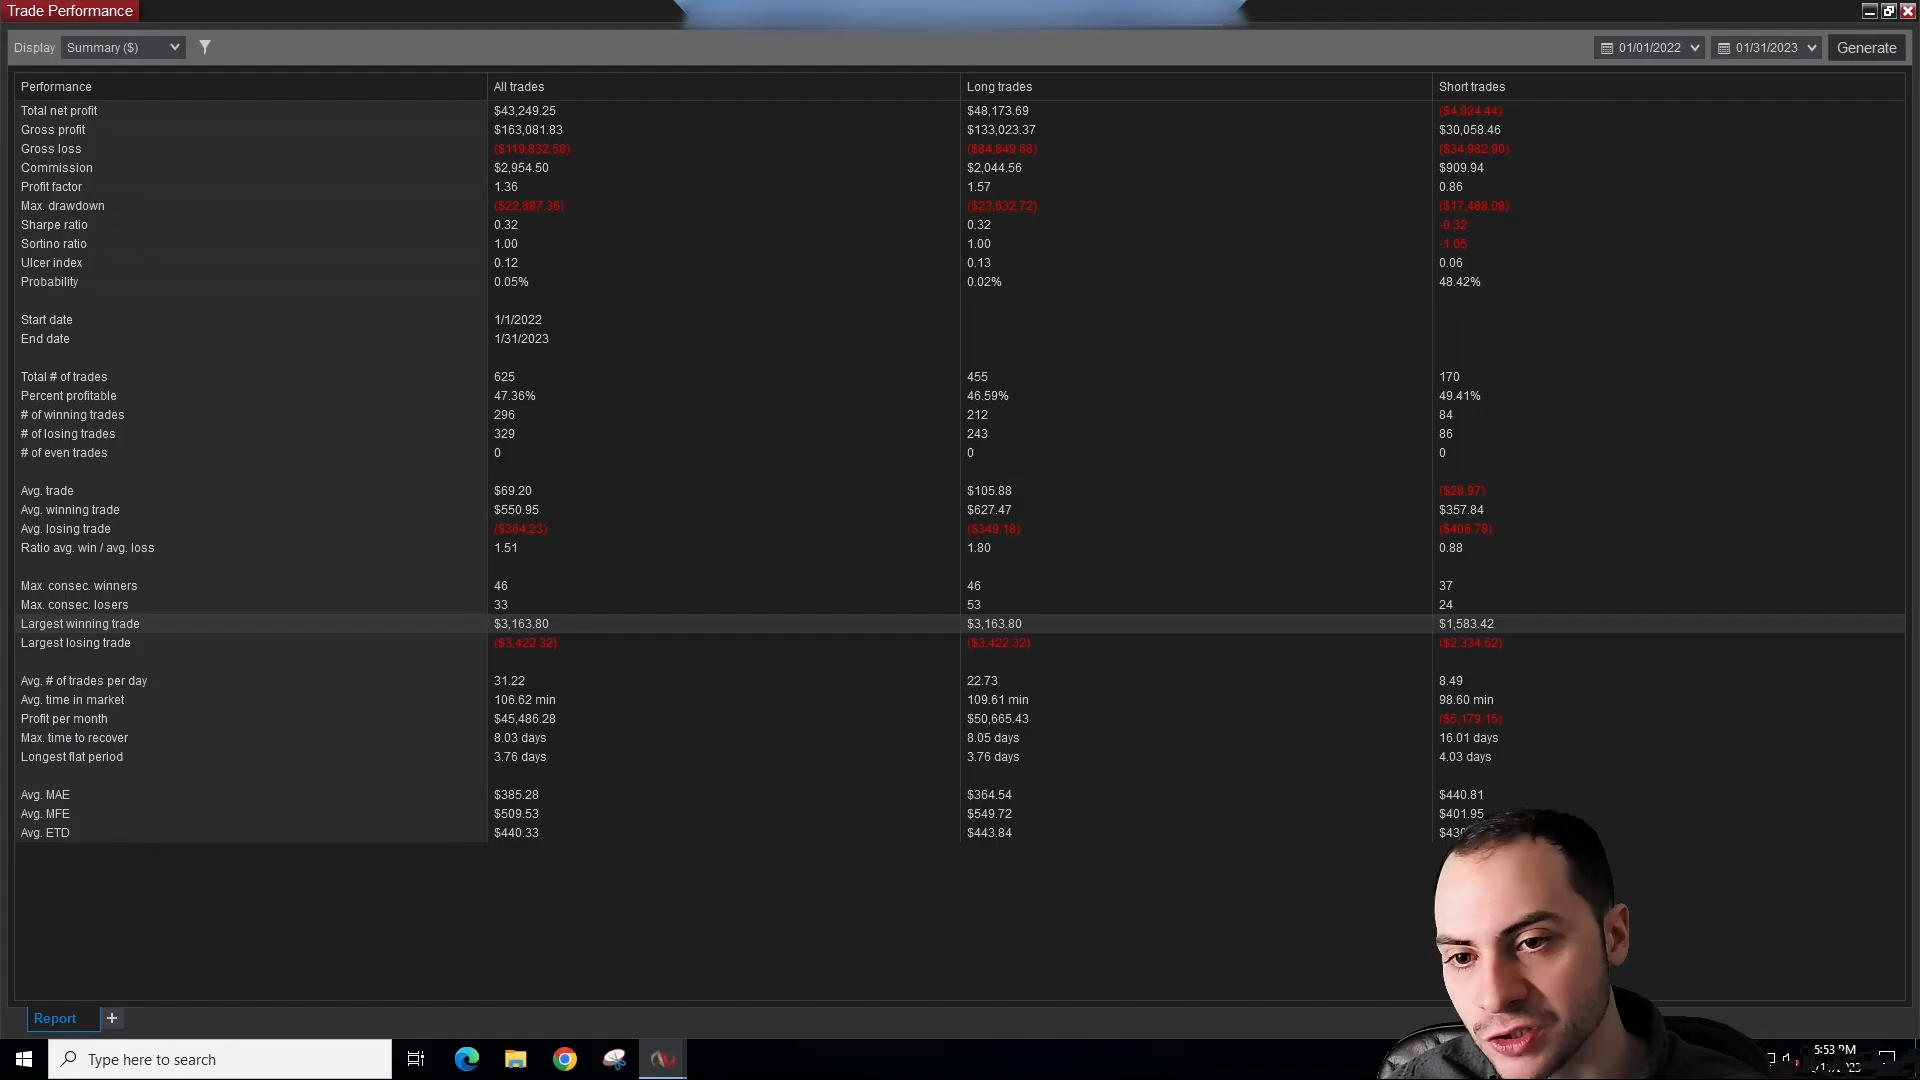 Trade Performance
Display Summary ($) 01/01/2022 01/31/2023 Generate
Performance All trades Long trades Short trades
Total net profit $43,249.25 $48,173.69 ($4,924.44)
Gross profit $163,081.83 $133,023.37 $30,058.46
Gross loss ($119,832.58) ($84,849.68) ($34,982.90)
Commission $2,954.50 $2,044.56 $909.94
Profit factor 1.36 1.57 0.86
Max. drawdown ($22,887.36) ($23,632.72) ($17,488.08)
Sharpe ratio 0.32 0.32 -0.32
Sortino ratio 1.00 1.00 -1.05
Ulcer index 0.12 0.13 0.06
Probability 0.05% 0.02% 48.42%
Start date 1/1/2022
End date 1/31/2023
Total # of trades 625 455 170
Percent profitable 47.36% 46.59% 49.41%
# of winning trades 296 212 84
# of losing trades 329 243 86
# of even trades 0 0 0
Avg. trade $69.20 $105.88 ($28.97)
Avg. winning trade $550.95 $627.47 $357.84
Avg. losing trade ($364.23) ($349.18) ($406.78)
Ratio avg. win / avg. loss 1.51 1.80 0.88
Max. consec. winners 46 46 37
Max. consec. losers 33 53 24
Largest winning trade $3,163.80 $3,163.80 $1,583.42
Largest losing trade ($3,422.32) ($3,422.32) ($2,334.62)
Avg. # of trades per day 31.22 22.73 8.49
Avg. time in market 106.62 min 109.61 min 98.60 min
Profit per month $45,486.28 $50,665.43 ($5,179.15)
Max. time to recover 8.03 days 8.05 days 16.01 days
Longest flat period 3.76 days 3.76 days 4.03 days
Avg. MAE $385.28 $364.54 $440.81
Avg. MFE $509.53 $549.72 $401.95
Avg. ETD $440.33 $443.84
Report +
Type here to search 5:53 PM